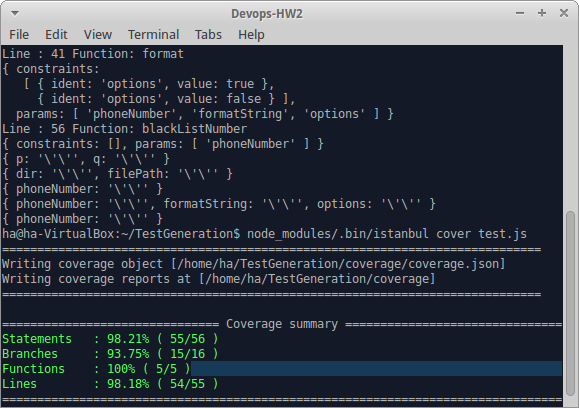 Devops-HW2
File Edit View Terminal Tabs Help
Line : 41 Function: format
{ constraints:
   [ { ident: 'options', value: true },
     { ident: 'options', value: false } ],
  params: [ 'phoneNumber', 'formatString', 'options' ] }
Line : 56 Function: blackListNumber
{ constraints: [], params: [ 'phoneNumber' ] }
{ p: '\'\'', q: '\'\'' }
{ dir: '\'\'', filePath: '\'\'' }
{ phoneNumber: '\'\'' }
{ phoneNumber: '\'\'', formatString: '\'\'', options: '\'\'' }
{ phoneNumber: '\'\'' }
ha@ha-VirtualBox:~/TestGeneration$ node_modules/.bin/istanbul cover test.js
=============================================================================
Writing coverage object [/home/ha/TestGeneration/coverage/coverage.json]
Writing coverage reports at [/home/ha/TestGeneration/coverage]
=============================================================================
=============================== Coverage summary ===============================
Statements   : 98.21% ( 55/56 )
Branches     : 93.75% ( 15/16 )
Functions    : 100% ( 5/5 )
Lines        : 98.18% ( 54/55 )
================================================================================